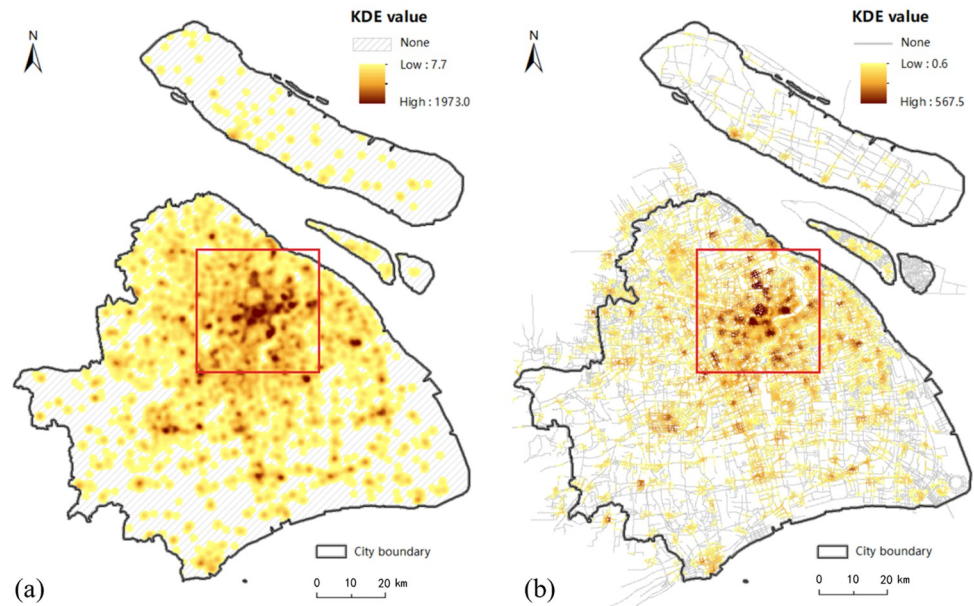 KDE value
N
None
Low : 7.7
High : 1973.0
City boundary
0 10 20 km
(a)
KDE value
N
None
Low : 0.6
High : 567.5
City boundary
0 10 20 km
(b)